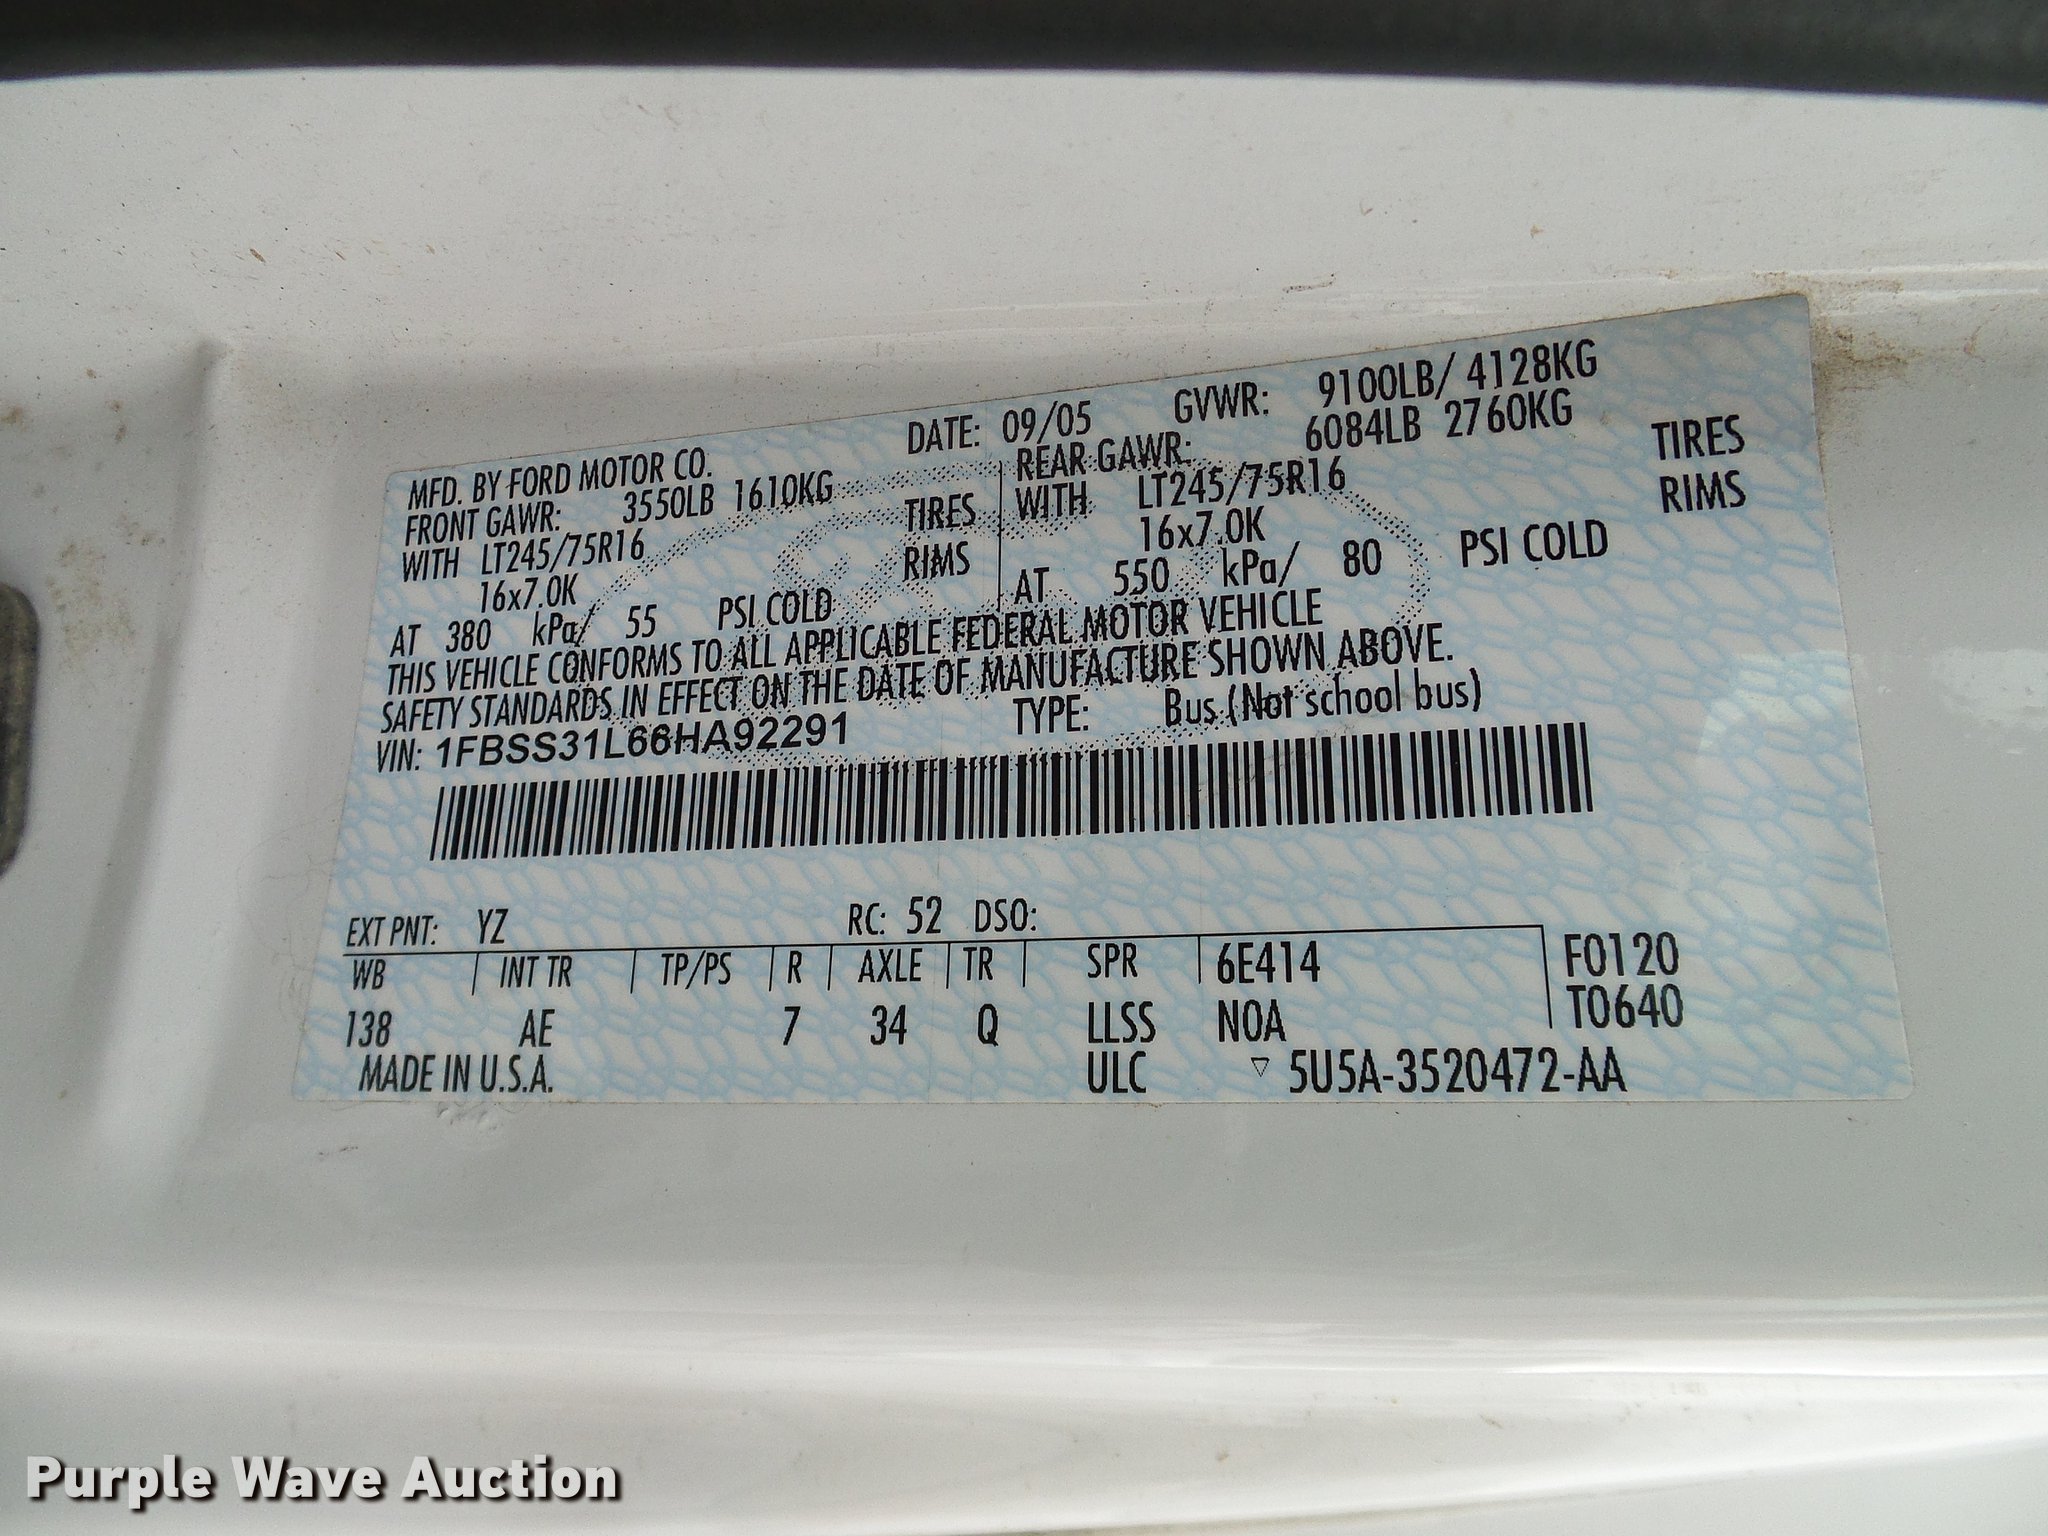 MFD. BY FORD MOTOR CO. DATE: 09/05 GVWR: 9100LB/ 4128KG
FRONT GAWR: 3550LB 1610KG REAR GAWR: 6084LB 2760KG
WITH LT245/75R16 TIRES WITH LT245/75R16 TIRES
16x7.0K RIMS 16x7.0K RIMS
AT 380 kPa/ 55 PSI COLD AT 550 kPa/ 80 PSI COLD
THIS VEHICLE CONFORMS TO ALL APPLICABLE FEDERAL MOTOR VEHICLE
SAFETY STANDARDS IN EFFECT ON THE DATE OF MANUFACTURE SHOWN ABOVE.
VIN: 1FBSS31L66HA92291 TYPE: Bus (Not school bus)
EXT PNT: YZ RC: 52 DSO:
WB INT TR TP/PS R AXLE TR SPR 6E414 F0120
138 AE 7 34 Q LLSS NOA T0640
MADE IN U.S.A. ULC ▽ 5U5A-3520472-AA
Purple Wave Auction